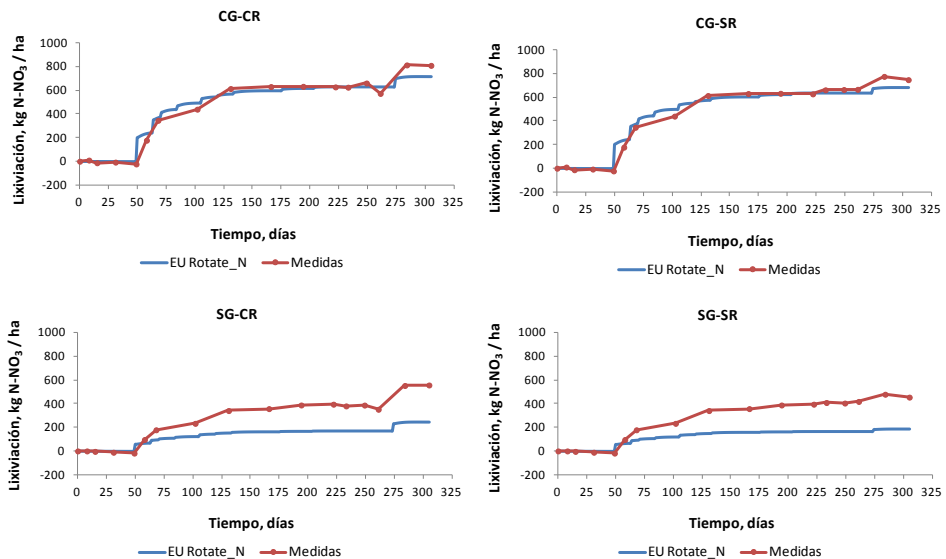 CG-CR
Lixiviación, kg N-NO3 / ha
1000
800
600
400
200
0
-200
0 25 50 75 100 125 150 175 200 225 250 275 300 325
Tiempo, días
EU Rotate_N Medidas
CG-SR
Lixiviación, kg N-NO3 / ha
1000
800
600
400
200
0
-200
0 25 50 75 100 125 150 175 200 225 250 275 300 325
Tiempo, días
EU Rotate_N Medidas
SG-CR
Lixiviación, kg N-NO3 / ha
1000
800
600
400
200
0
-200
0 25 50 75 100 125 150 175 200 225 250 275 300 325
Tiempo, días
EU Rotate_N Medidas
SG-SR
Lixiviación, kg N-NO3 / ha
1000
800
600
400
200
0
-200
0 25 50 75 100 125 150 175 200 225 250 275 300 325
Tiempo, días
EU Rotate_N Medidas